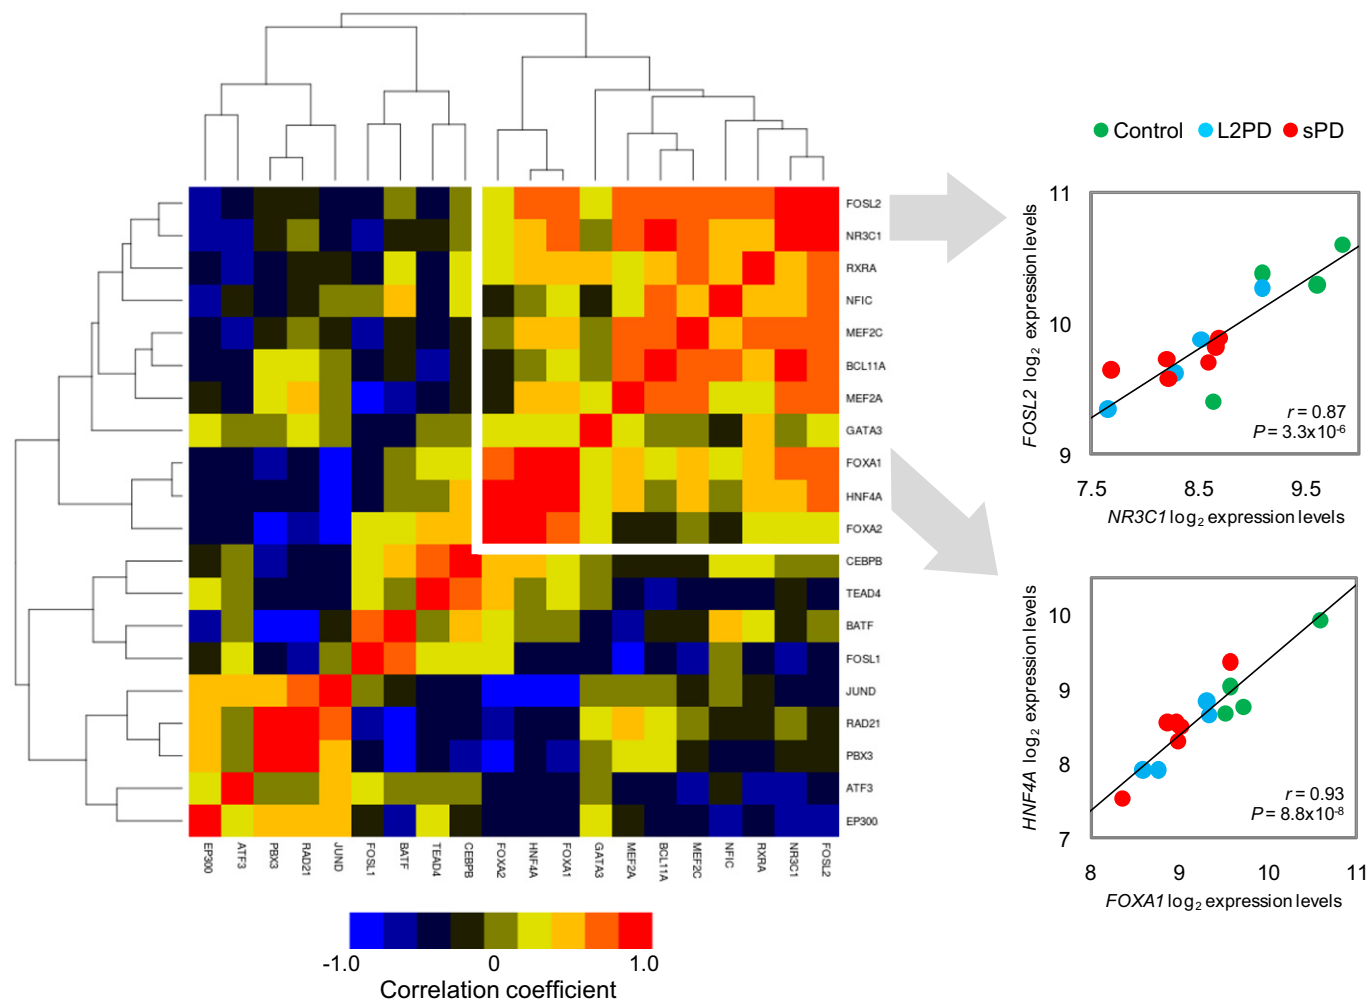 Control L2PD sPD
FOSL2
NR3C1
RXRA
NFIC
MEF2C
BCL11A
MEF2A
GATA3
FOXA1
HNF4A
FOXA2
CEBPB
TEAD4
BATF
FOSL1
JUND
RAD21
PBX3
ATF3
EP300
EP300 ATF3 PBX3 RAD21 JUND FOSL1 BATF TEAD4 CEBPB FOXA2 HNF4A FOXA1 GATA3 MEF2A BCL11A MEF2C NFIC RXRA NR3C1 FOSL2
-1.0 0 1.0
Correlation coefficient
FOSL2 log2 expression levels
11
10
9
r = 0.87
P = 3.3x10-6
7.5 8.5 9.5
NR3C1 log2 expression levels
HNF4A log2 expression levels
10
9
8
7
r = 0.93
P = 8.8x10-8
8 9 10 11
FOXA1 log2 expression levels